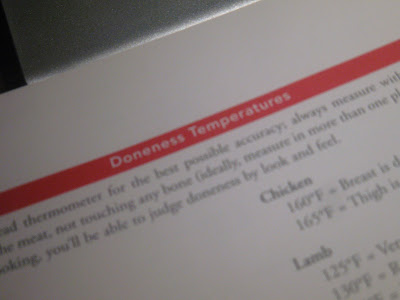 Doneness Temperatures
ead thermometer for the best possible accuracy; always measure with
the meat, not touching any bone (ideally, measure in more than one pl
ooking, you'll be able to judge doneness by look and feel.
Chicken
160°F = Breast is d
165°F = Thigh is
Lamb
125°F = Ver
130°F = R